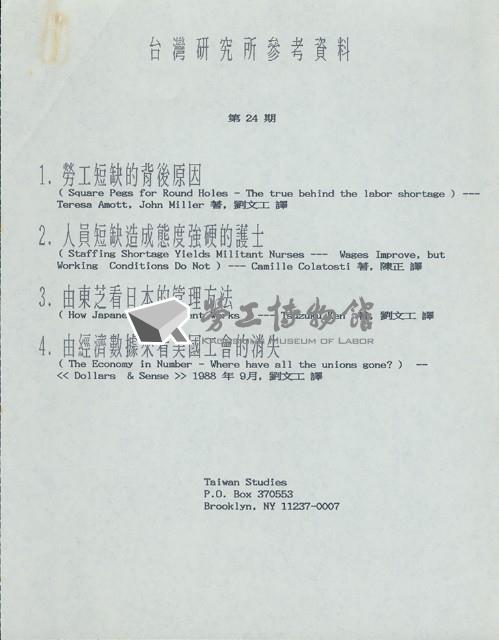 台灣研究所參考資料
第 24 期
1. 勞工短缺的背後原因
( Square Pegs for Round Holes - The true behind the labor shortage ) ---
Teresa Amott, John Miller 著, 劉文工 譯
2. 人員短缺造成態度強硬的護士
( Staffing Shortage Yields Militant Nurses --- Wages Improve, but
Working Conditions Do Not ) --- Camille Colatosti 著, 陳正 譯
3. 由東芝看日本的管理方法
( How Japanese Works ) --- Tsuzuku Ken 著, 劉文工 譯
勞工博物館
Kaohsiung Museum of Labor
4. 由經濟數據來看美國工會的消失
( The Economy in Number - Where have all the unions gone? ) --
<< Dollars & Sense >> 1988 年 9月, 劉文工 譯
Taiwan Studies
P.O. Box 370553
Brooklyn, NY 11237-0007